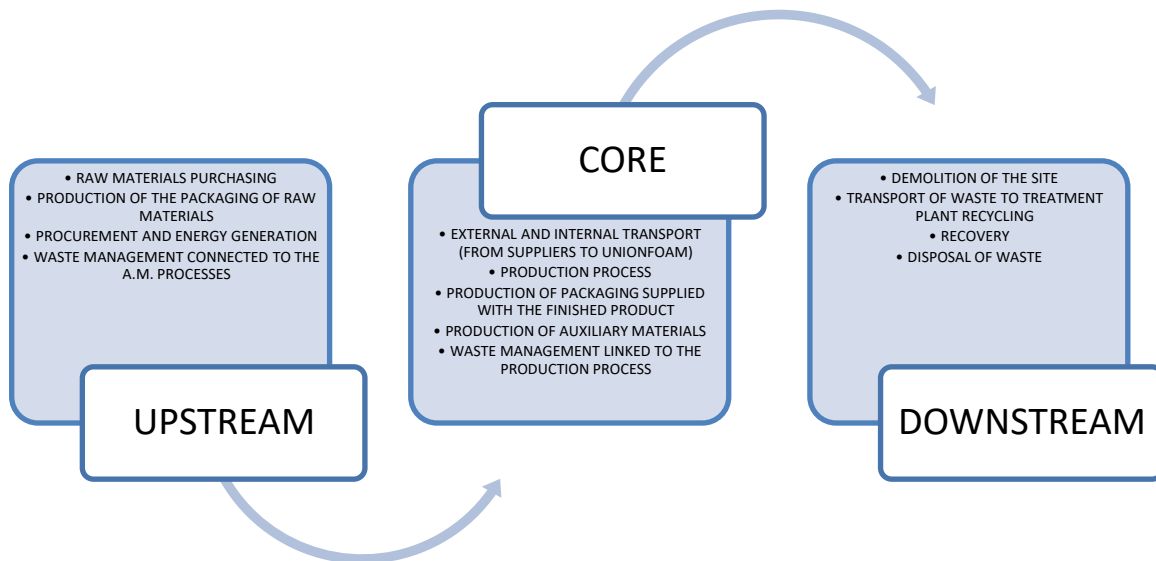 • RAW MATERIALS PURCHASING
• PRODUCTION OF THE PACKAGING OF RAW
MATERIALS
• PROCUREMENT AND ENERGY GENERATION
• WASTE MANAGEMENT CONNECTED TO THE
A.M. PROCESSES
UPSTREAM
CORE
• EXTERNAL AND INTERNAL TRANSPORT
(FROM SUPPLIERS TO UNIONFOAM)
• PRODUCTION PROCESS
• PRODUCTION OF PACKAGING SUPPLIED
WITH THE FINISHED PRODUCT
• PRODUCTION OF AUXILIARY MATERIALS
• WASTE MANAGEMENT LINKED TO THE
PRODUCTION PROCESS
• DEMOLITION OF THE SITE
• TRANSPORT OF WASTE TO TREATMENT
PLANT RECYCLING
• RECOVERY
• DISPOSAL OF WASTE
DOWNSTREAM